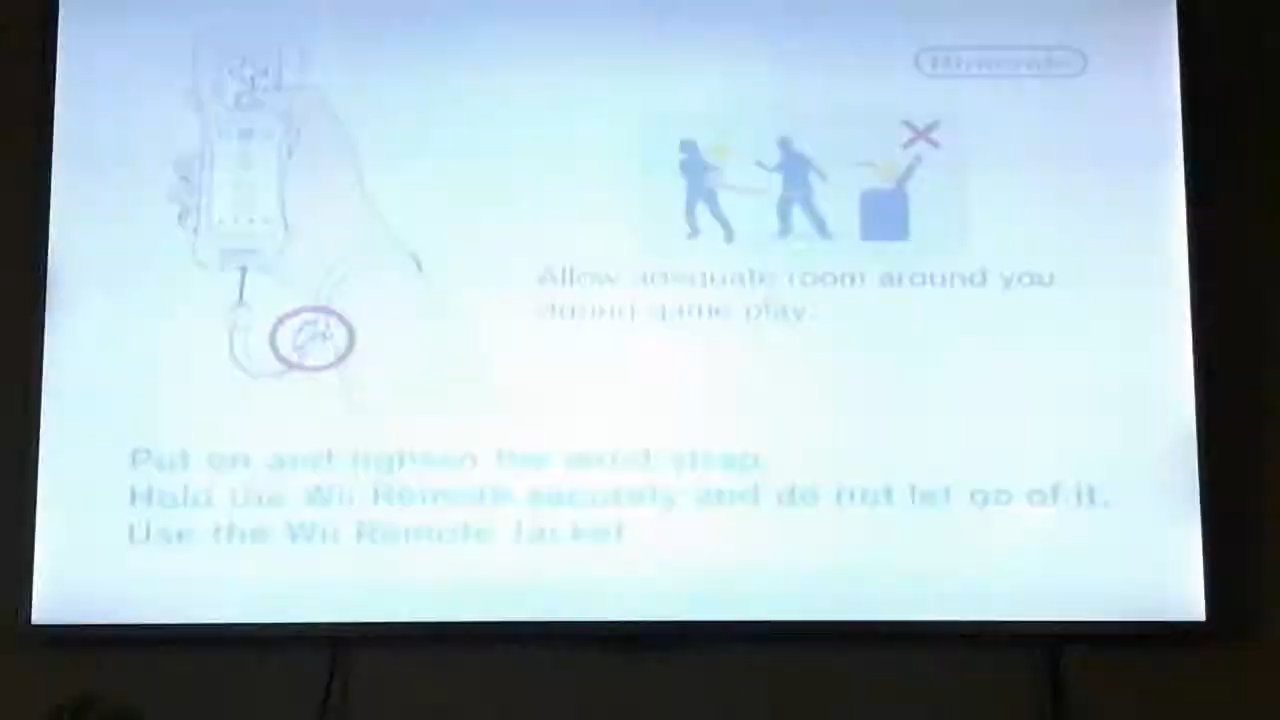 Nintendo
Allow adequate room around you
during game play.
Put on and tighten the wrist strap.
Hold the Wii Remote securely and do not let go of it.
Use the Wii Remote Jacket